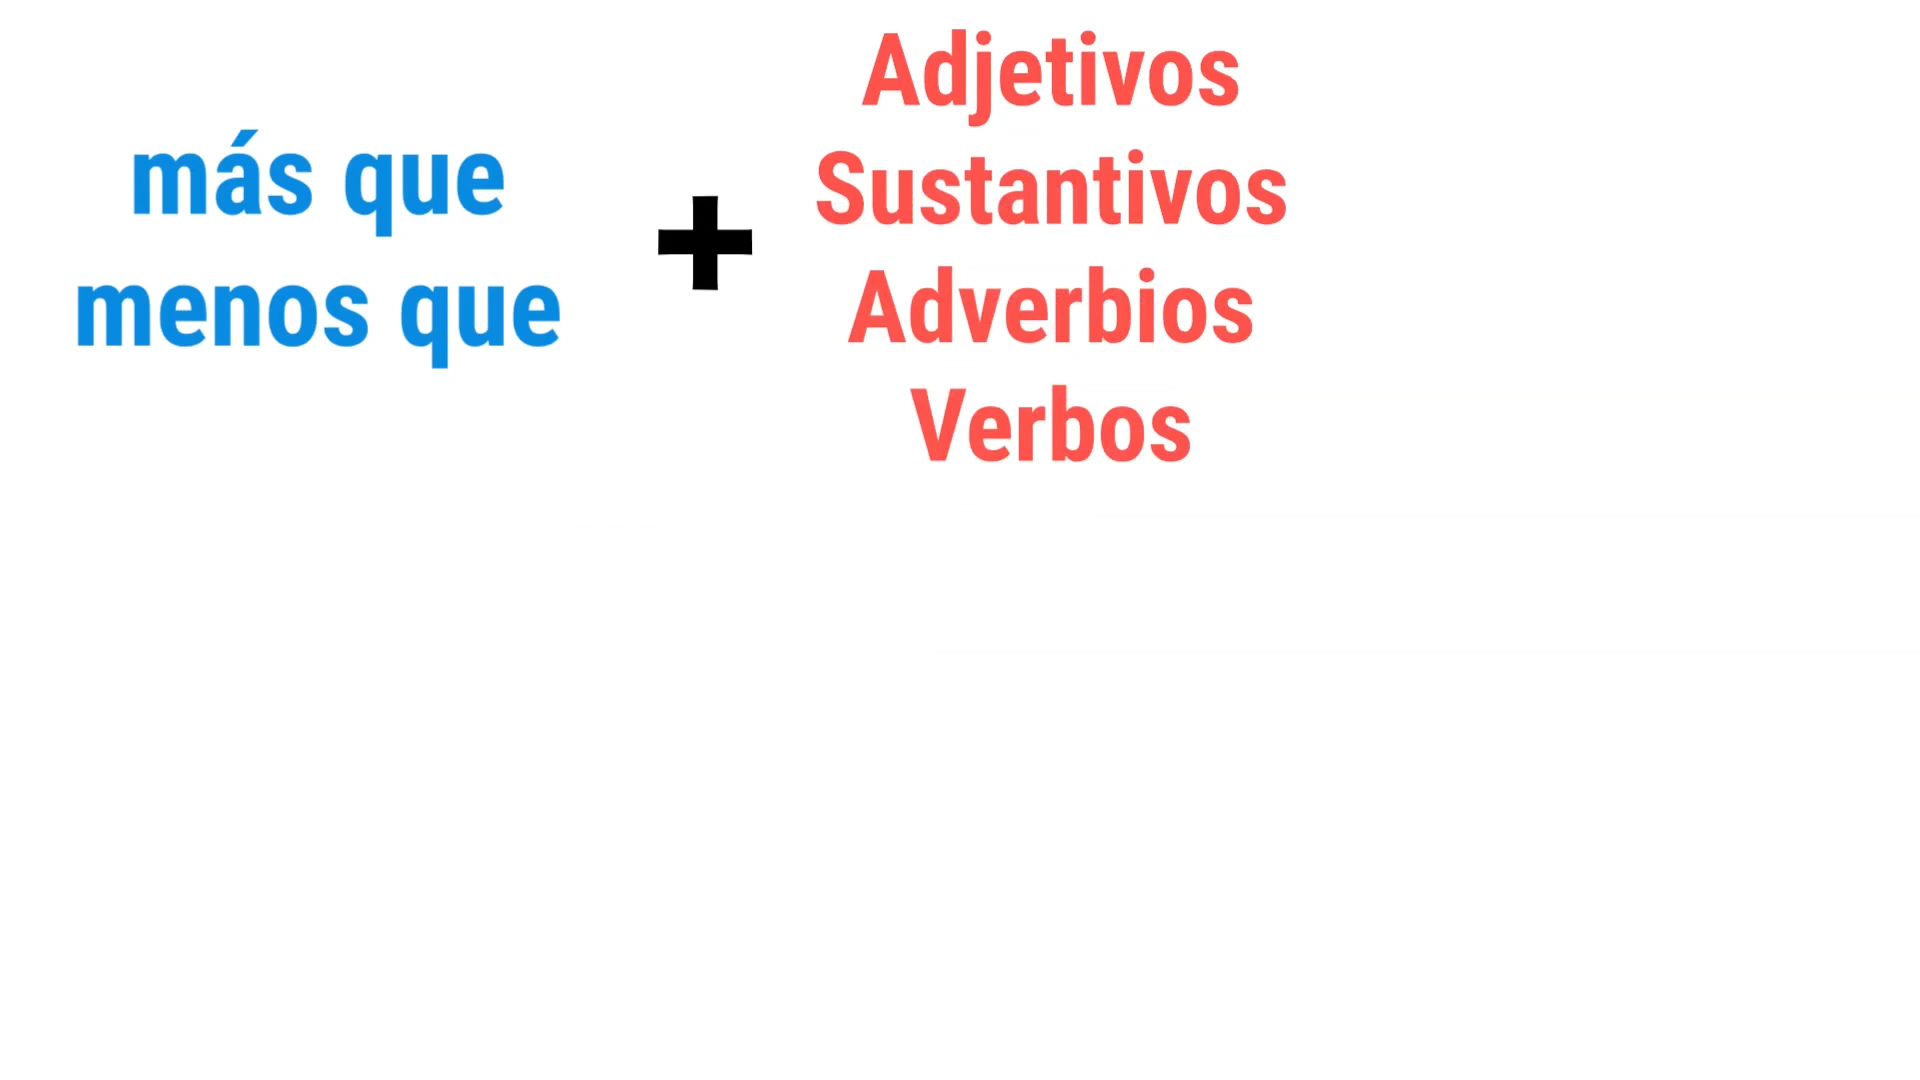 más que
menos que
+
Adjetivos
Sustantivos
Adverbios
Verbos